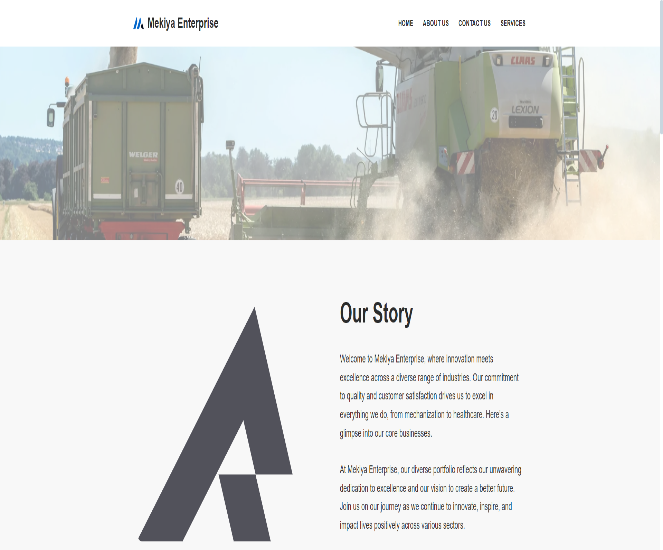 Mekiya Enterprise
HOME ABOUT US CONTACT US SERVICES
CLAAS
LEXION
WELGER
40
20
Our Story
Welcome to Mekiya Enterprise, where innovation meets
excellence across a diverse range of industries. Our commitment
to quality and customer satisfaction drives us to excel in
everything we do, from mechanization to healthcare. Here's a
glimpse into our core businesses.
At Mekiya Enterprise, our diverse portfolio reflects our unwavering
dedication to excellence and our vision to create a better future.
Join us on our journey as we continue to innovate, inspire, and
impact lives positively across various sectors.